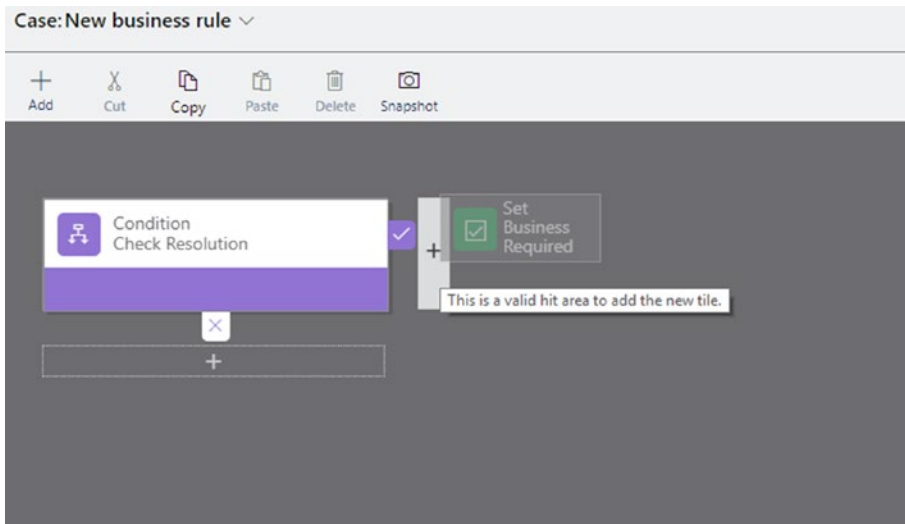 Case: New business rule
Add Cut Copy Paste Delete Snapshot
Condition
Check Resolution
Set
Business
Required
This is a valid hit area to add the new tile.